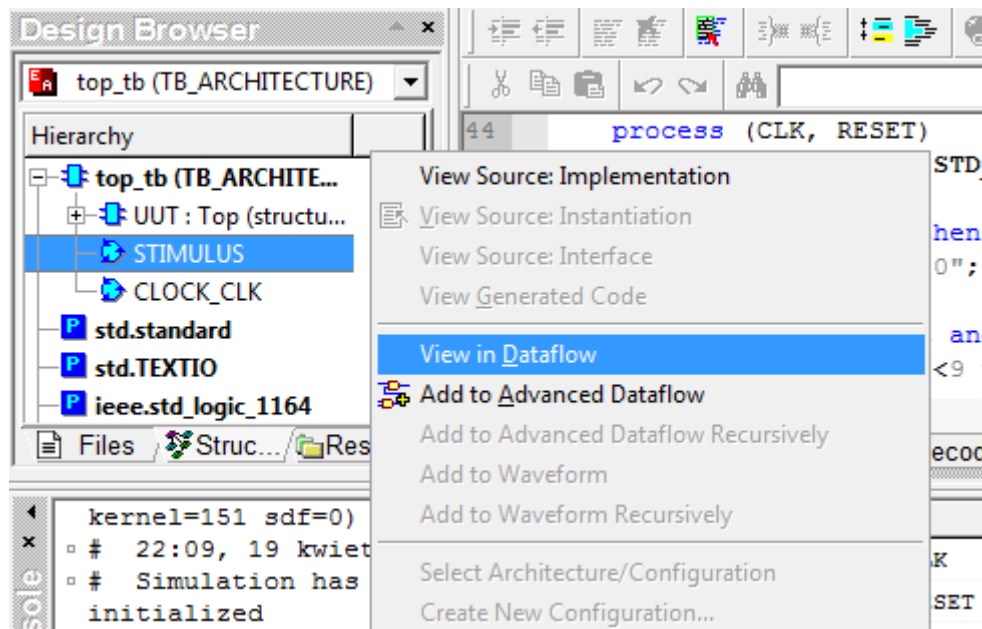 Design Browser
top_tb (TB_ARCHITECTURE)
Hierarchy
top_tb (TB_ARCHITE...
UUT : Top (structu...
STIMULUS
CLOCK_CLK
std.standard
std.TEXTIO
ieee.std_logic_1164
Files Struc... Res
44 process (CLK, RESET)
STD_
hen
0";
an
<9
ecod
View Source: Implementation
View Source: Instantiation
View Source: Interface
View Generated Code
View in Dataflow
Add to Advanced Dataflow
Add to Advanced Dataflow Recursively
Add to Waveform
Add to Waveform Recursively
Select Architecture/Configuration
Create New Configuration...
kernel=151 sdf=0)
# 22:09, 19 kwiet
# Simulation has
initialized
sole
K
SET